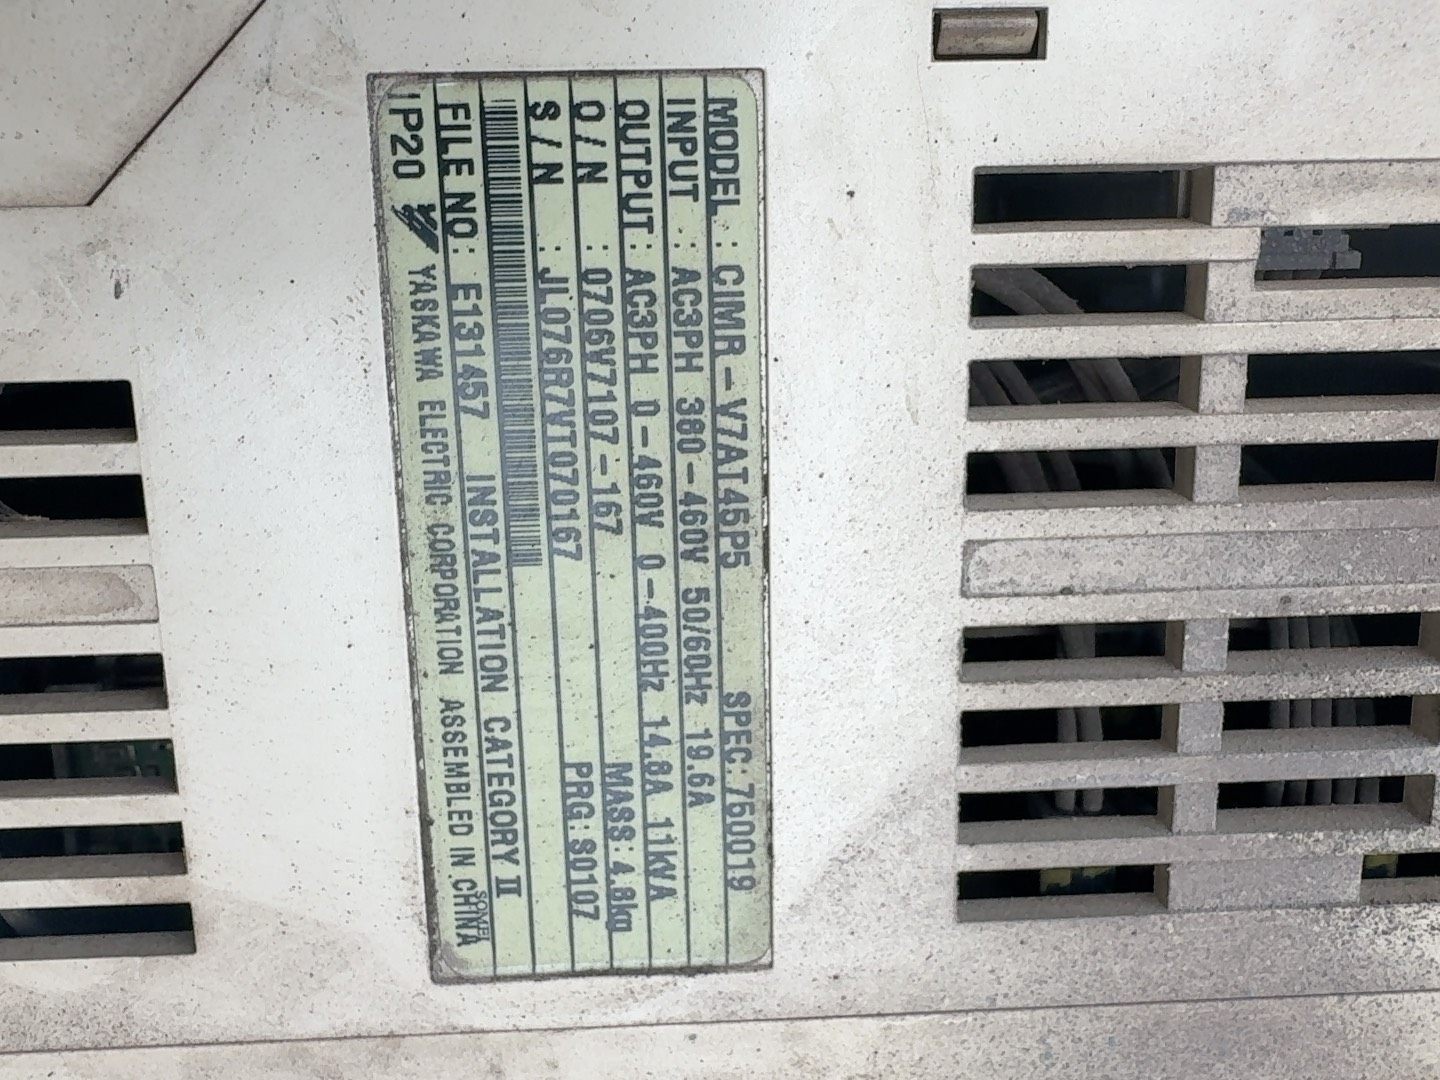 MODEL : CIMR-V7AT45P5 SPEC:750019
INPUT : AC3PH 380-460V 50/60Hz 19.6A
OUTPUT: AC3PH 0-460V 0-400Hz 14.8A 11kVA
O/N : 0706V7107-167 MASS:4.8kg
S/N : JL076R7VT070167 PRG:S0107
FILE NO: E131457 INSTALLATION CATEGORY II
IP20 YASKAWA ELECTRIC CORPORATION ASSEMBLED IN CHINA